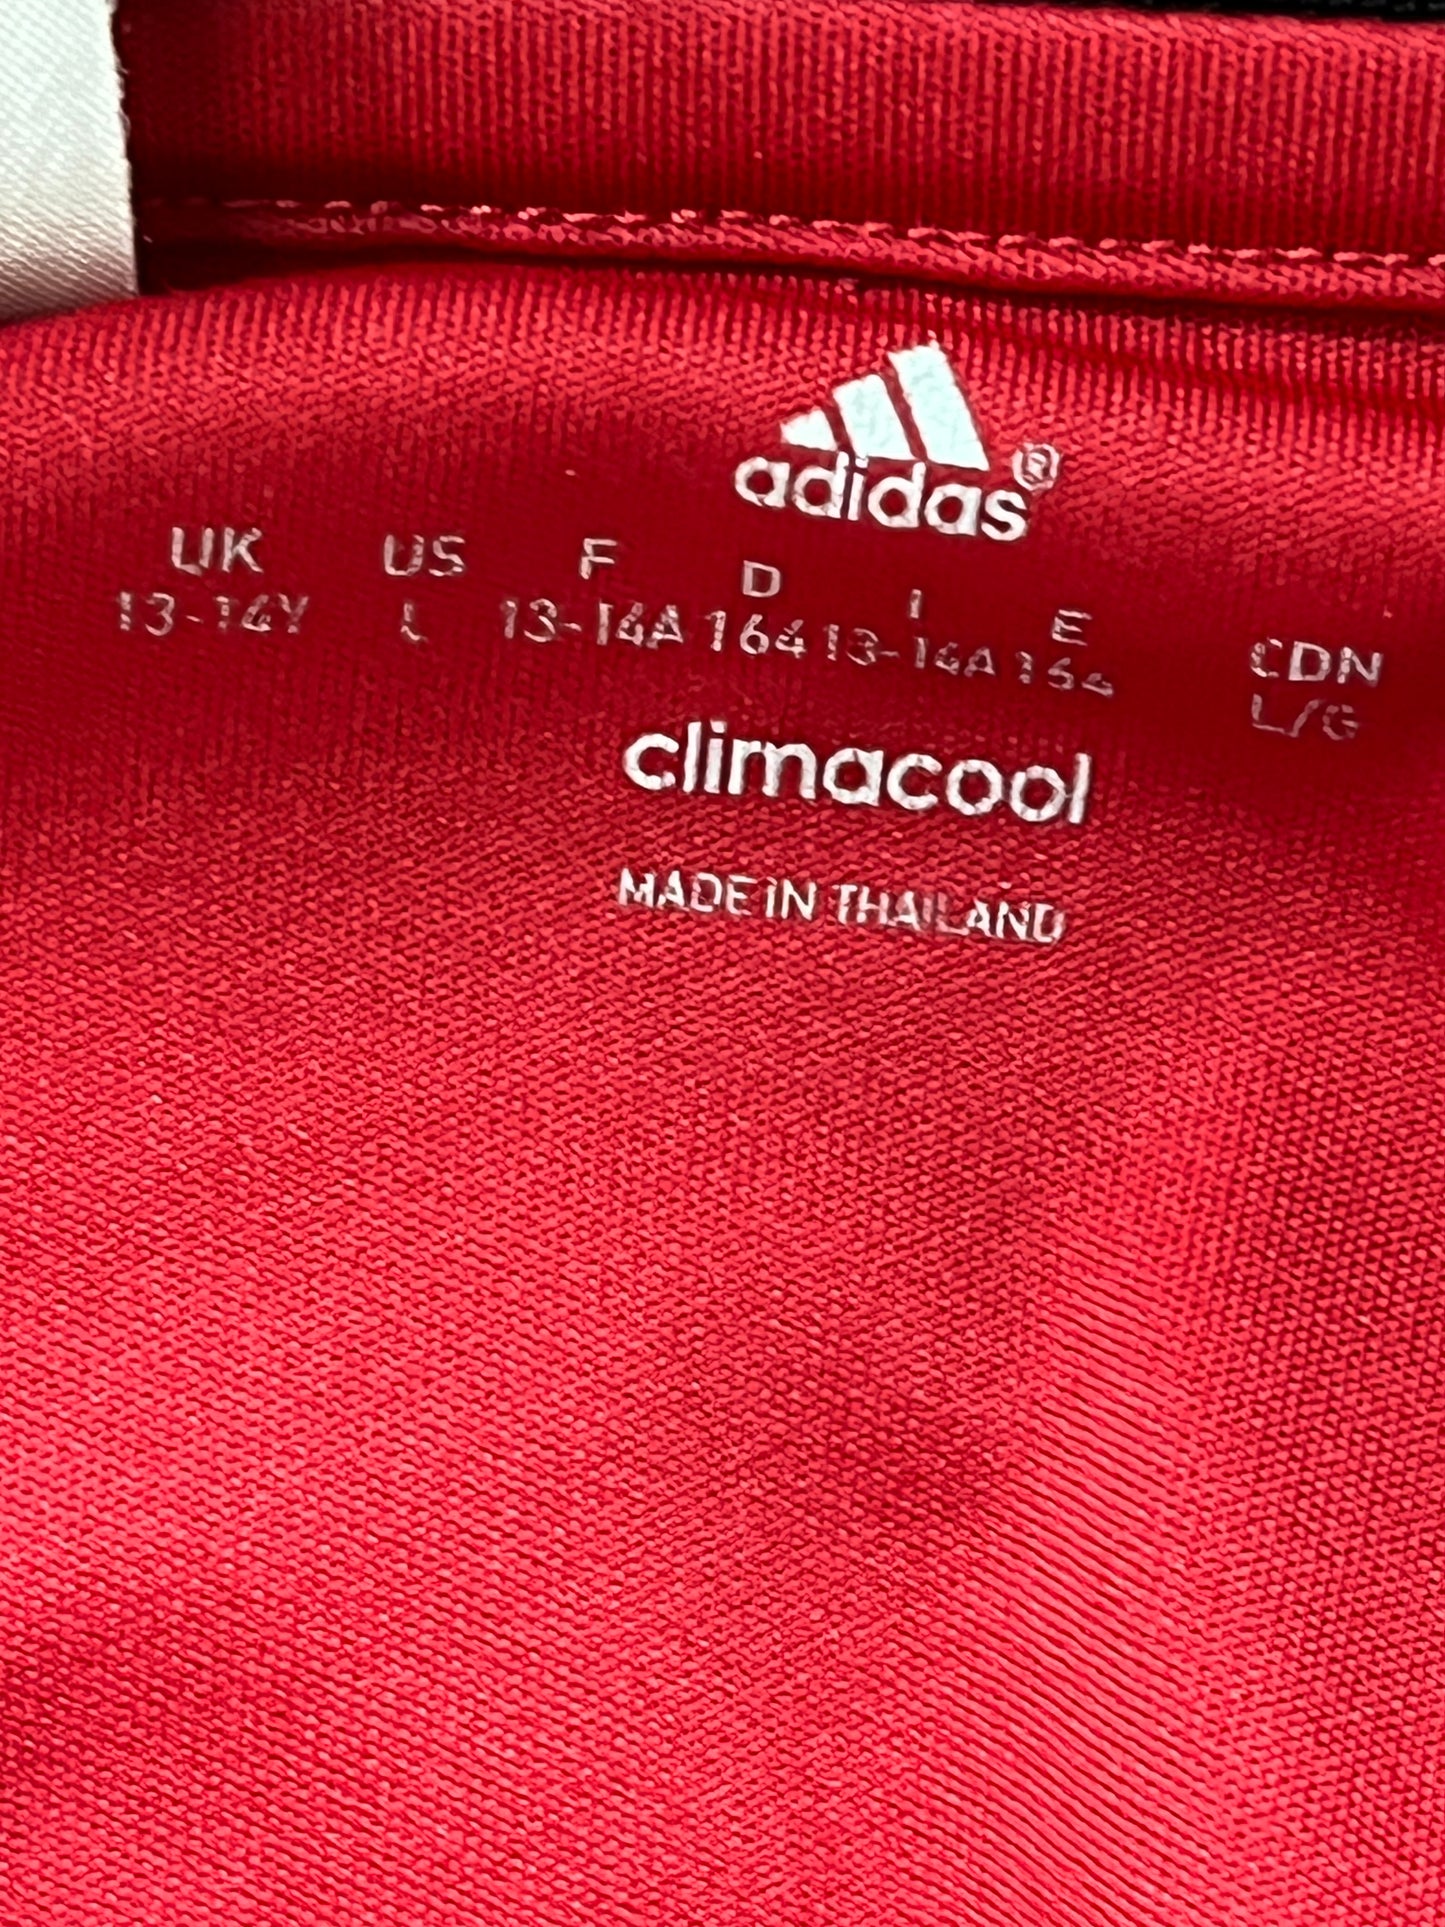 adidas®
UK US F D I E CDN
13-14Y L 13-14A 164 13-14A 164 L/G
climacool
MADE IN THAILAND